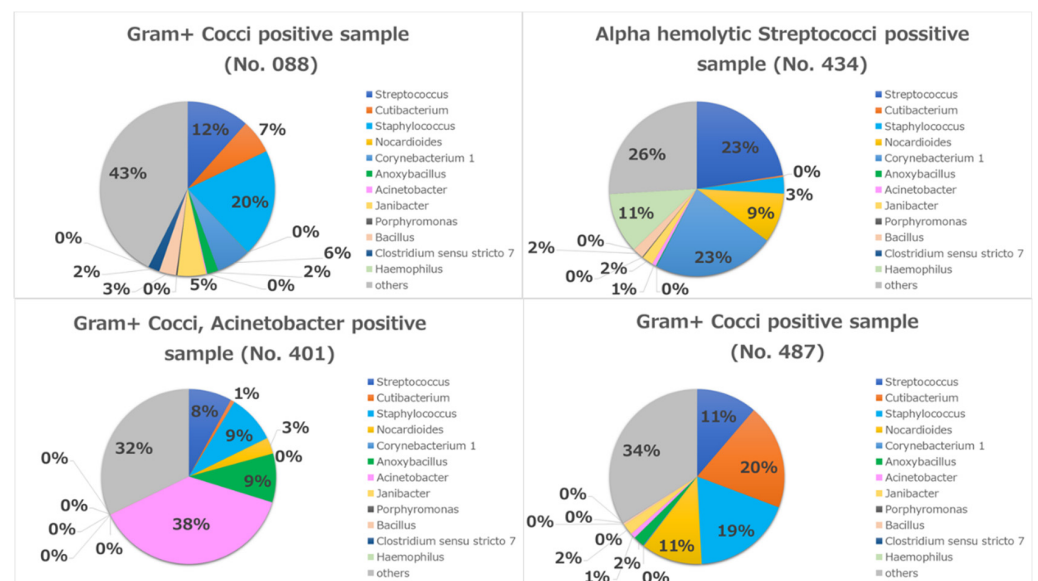 Gram+ Cocci positive sample
(No. 088)
12%
7%
20%
0%
6%
2%
0%
5%
0%
3%
2%
0%
43%
Streptococcus
Cutibacterium
Staphylococcus
Nocardioides
Corynebacterium 1
Anoxybacillus
Acinetobacter
Janibacter
Porphyromonas
Bacillus
Clostridium sensu stricto 7
Haemophilus
others
Alpha hemolytic Streptococci possitive
sample (No. 434)
23%
0%
3%
9%
23%
0%
1%
2%
0%
2%
0%
11%
26%
Streptococcus
Cutibacterium
Staphylococcus
Nocardioides
Corynebacterium 1
Anoxybacillus
Acinetobacter
Janibacter
Porphyromonas
Bacillus
Clostridium sensu stricto 7
Haemophilus
others
Gram+ Cocci, Acinetobacter positive
sample (No. 401)
8%
1%
9%
3%
0%
9%
38%
0%
0%
0%
0%
0%
32%
Streptococcus
Cutibacterium
Staphylococcus
Nocardioides
Corynebacterium 1
Anoxybacillus
Acinetobacter
Janibacter
Porphyromonas
Bacillus
Clostridium sensu stricto 7
Haemophilus
others
Gram+ Cocci positive sample
(No. 487)
11%
20%
19%
11%
0%
2%
1%
2%
0%
0%
0%
0%
34%
Streptococcus
Cutibacterium
Staphylococcus
Nocardioides
Corynebacterium 1
Anoxybacillus
Acinetobacter
Janibacter
Porphyromonas
Bacillus
Clostridium sensu stricto 7
Haemophilus
others